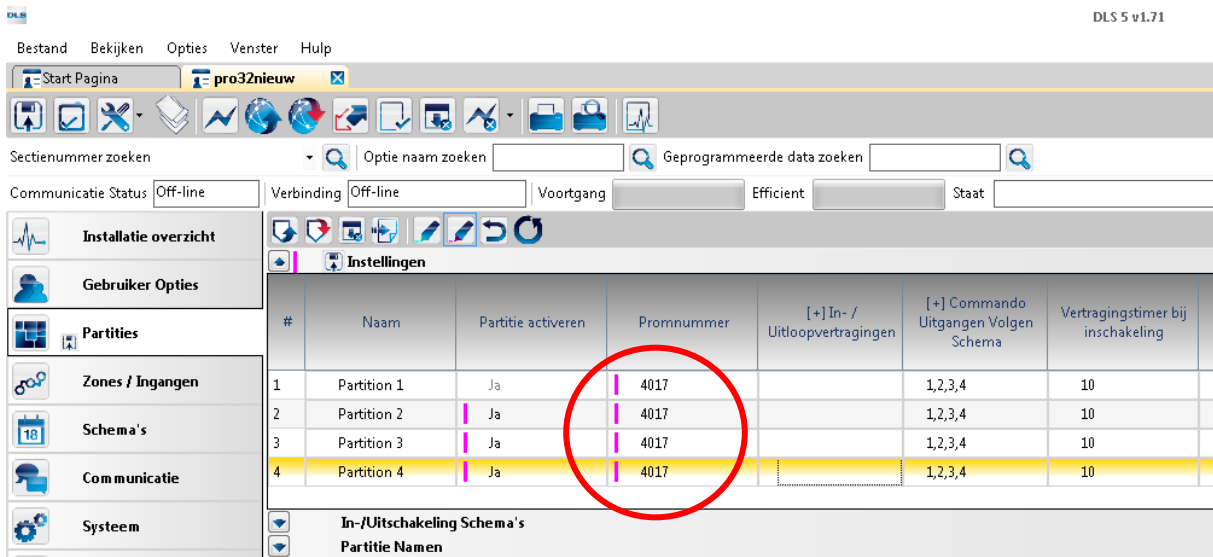 DLS
DLS 5 v1.71
Bestand Bekijken Opties Venster Hulp
Start Pagina pro32nieuw
Sectienummer zoeken Optie naam zoeken Geprogrammeerde data zoeken
Communicatie Status Off-line Verbinding Off-line Voortgang Efficient Staat
Installatie overzicht
Gebruiker Opties
Partities
Zones / Ingangen
18 Schema's
Communicatie
Systeem
Instellingen
# Naam Partitie activeren Promnummer [+] In- / Uitloopvertragingen [+] Commando Uitgangen Volgen Schema Vertragingstimer bij inschakeling
1 Partition 1 Ja 4017 1,2,3,4 10
2 Partition 2 Ja 4017 1,2,3,4 10
3 Partition 3 Ja 4017 1,2,3,4 10
4 Partition 4 Ja 4017 1,2,3,4 10
In-/Uitschakeling Schema's
Partitie Namen